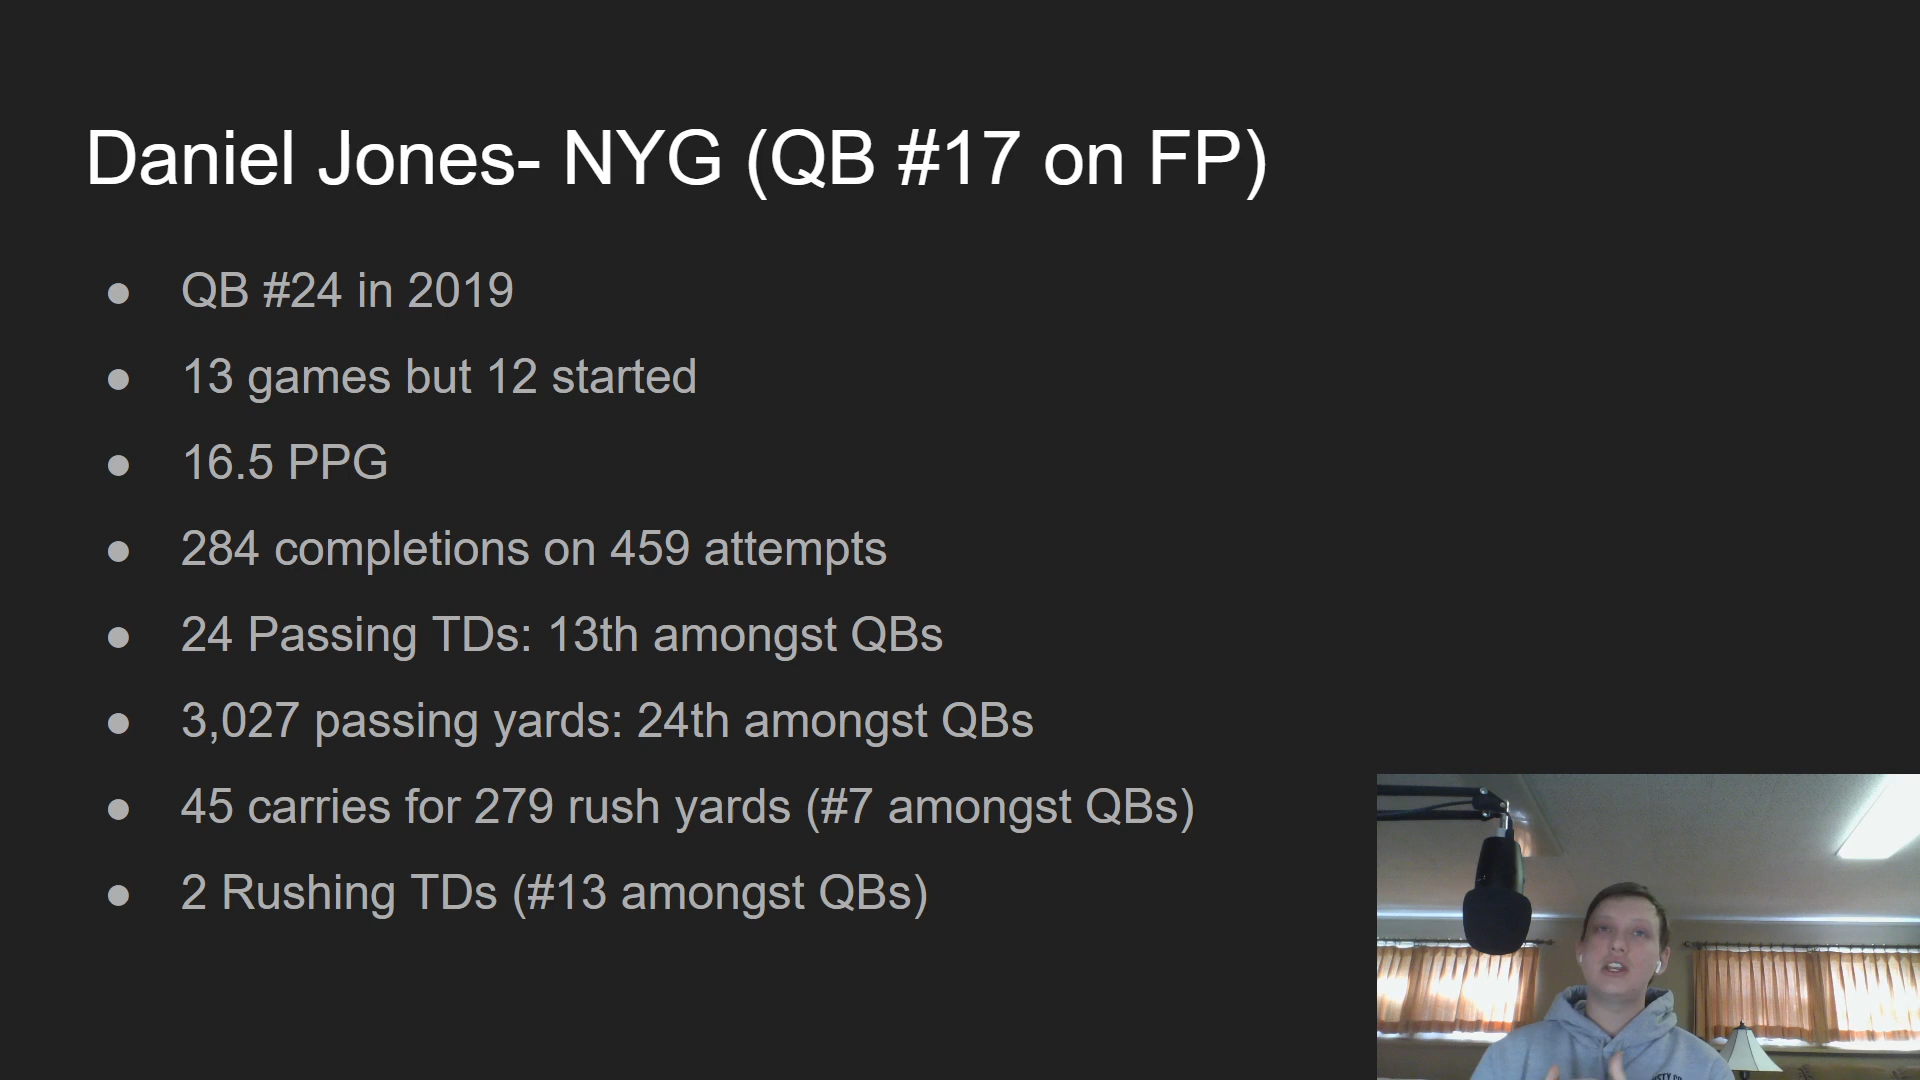 Daniel Jones- NYG (QB #17 on FP)
● QB #24 in 2019
● 13 games but 12 started
● 16.5 PPG
● 284 completions on 459 attempts
● 24 Passing TDs: 13th amongst QBs
● 3,027 passing yards: 24th amongst QBs
● 45 carries for 279 rush yards (#7 amongst QBs)
● 2 Rushing TDs (#13 amongst QBs)